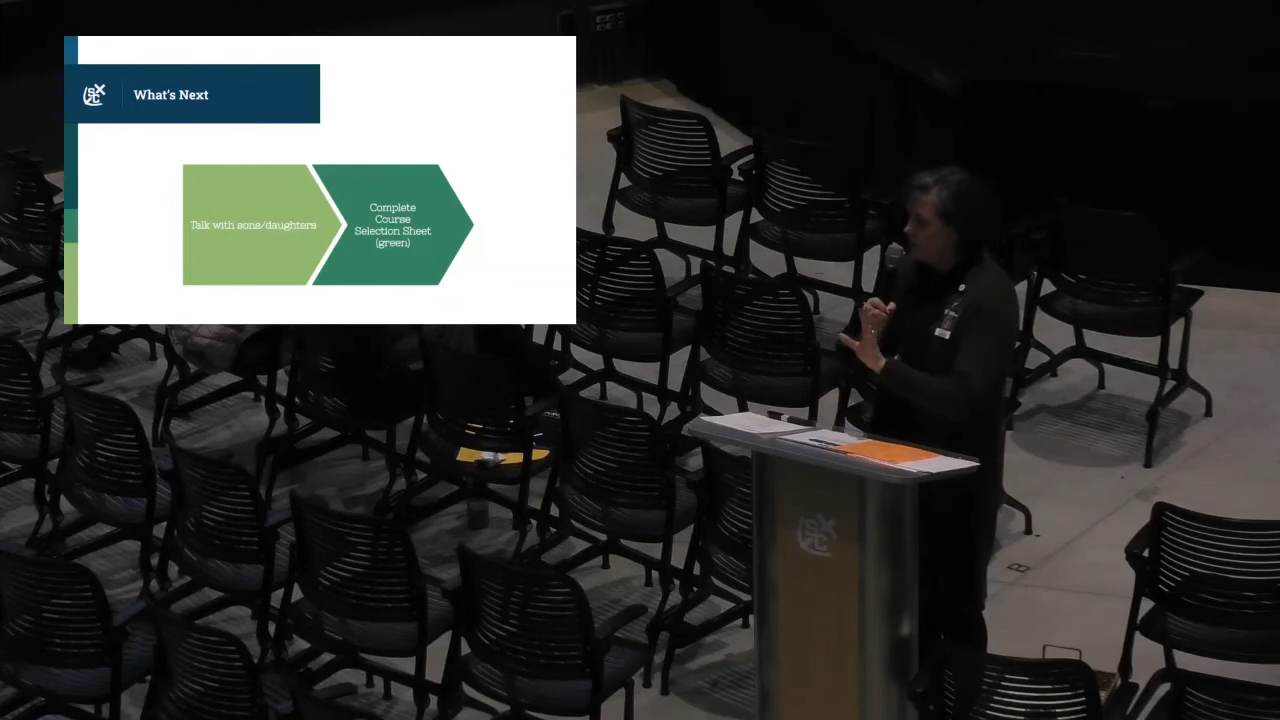 What's Next
Talk with sons/daughters
Complete
Course
Selection Sheet
(green)